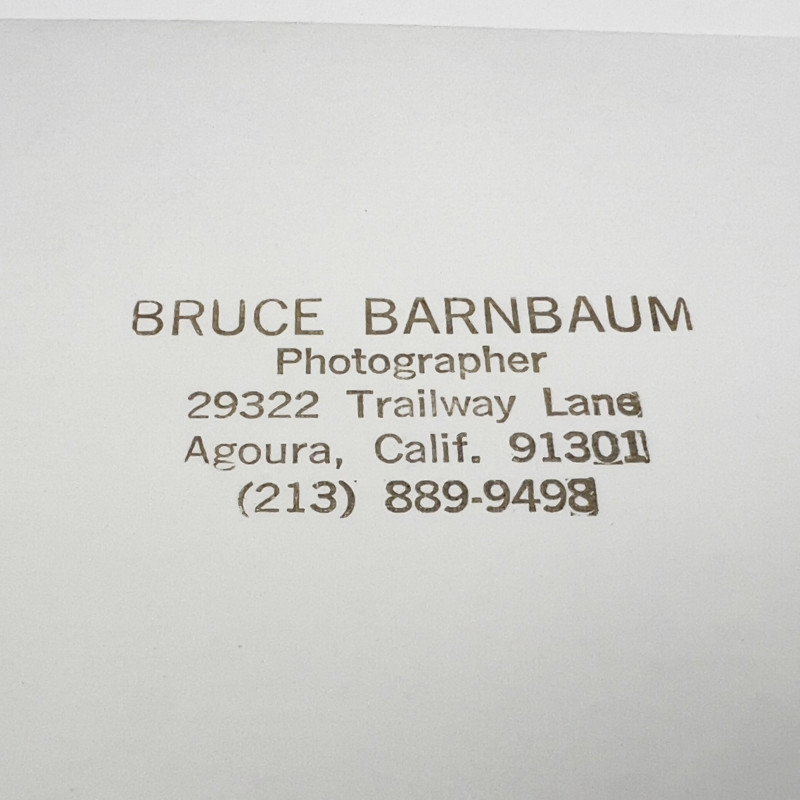 BRUCE BARNBAUM
Photographer
29322 Trailway Lane
Agoura, Calif. 91301
(213) 889-9498